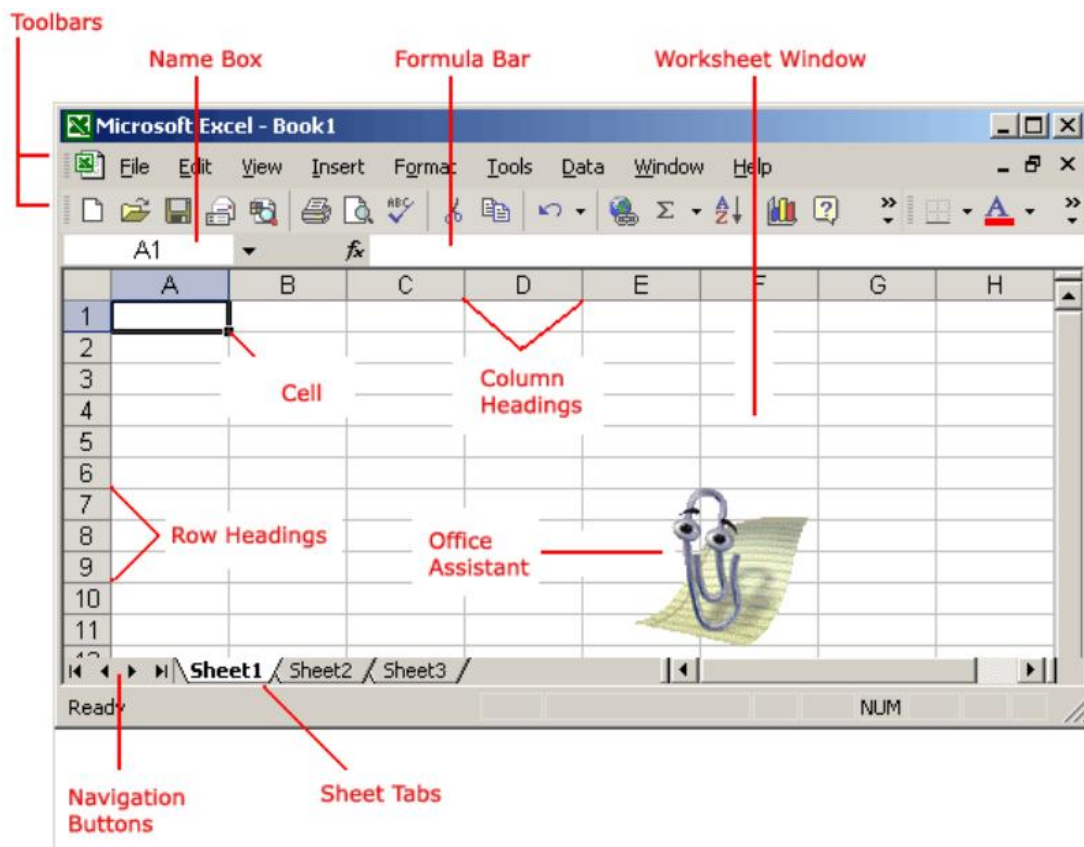 Toolbars
Name Box
Formula Bar
Worksheet Window
Microsoft Excel - Book1
File Edit View Insert Format Tools Data Window Help
ABC Σ A Z ? » A »
A1 fx
A B C D E F G H
1
2
3
4
5
6
7
8
9
10
11
12
Cell
Column
Headings
Row Headings
Office
Assistant
Sheet1 Sheet2 Sheet3
Ready NUM
Navigation
Buttons
Sheet Tabs